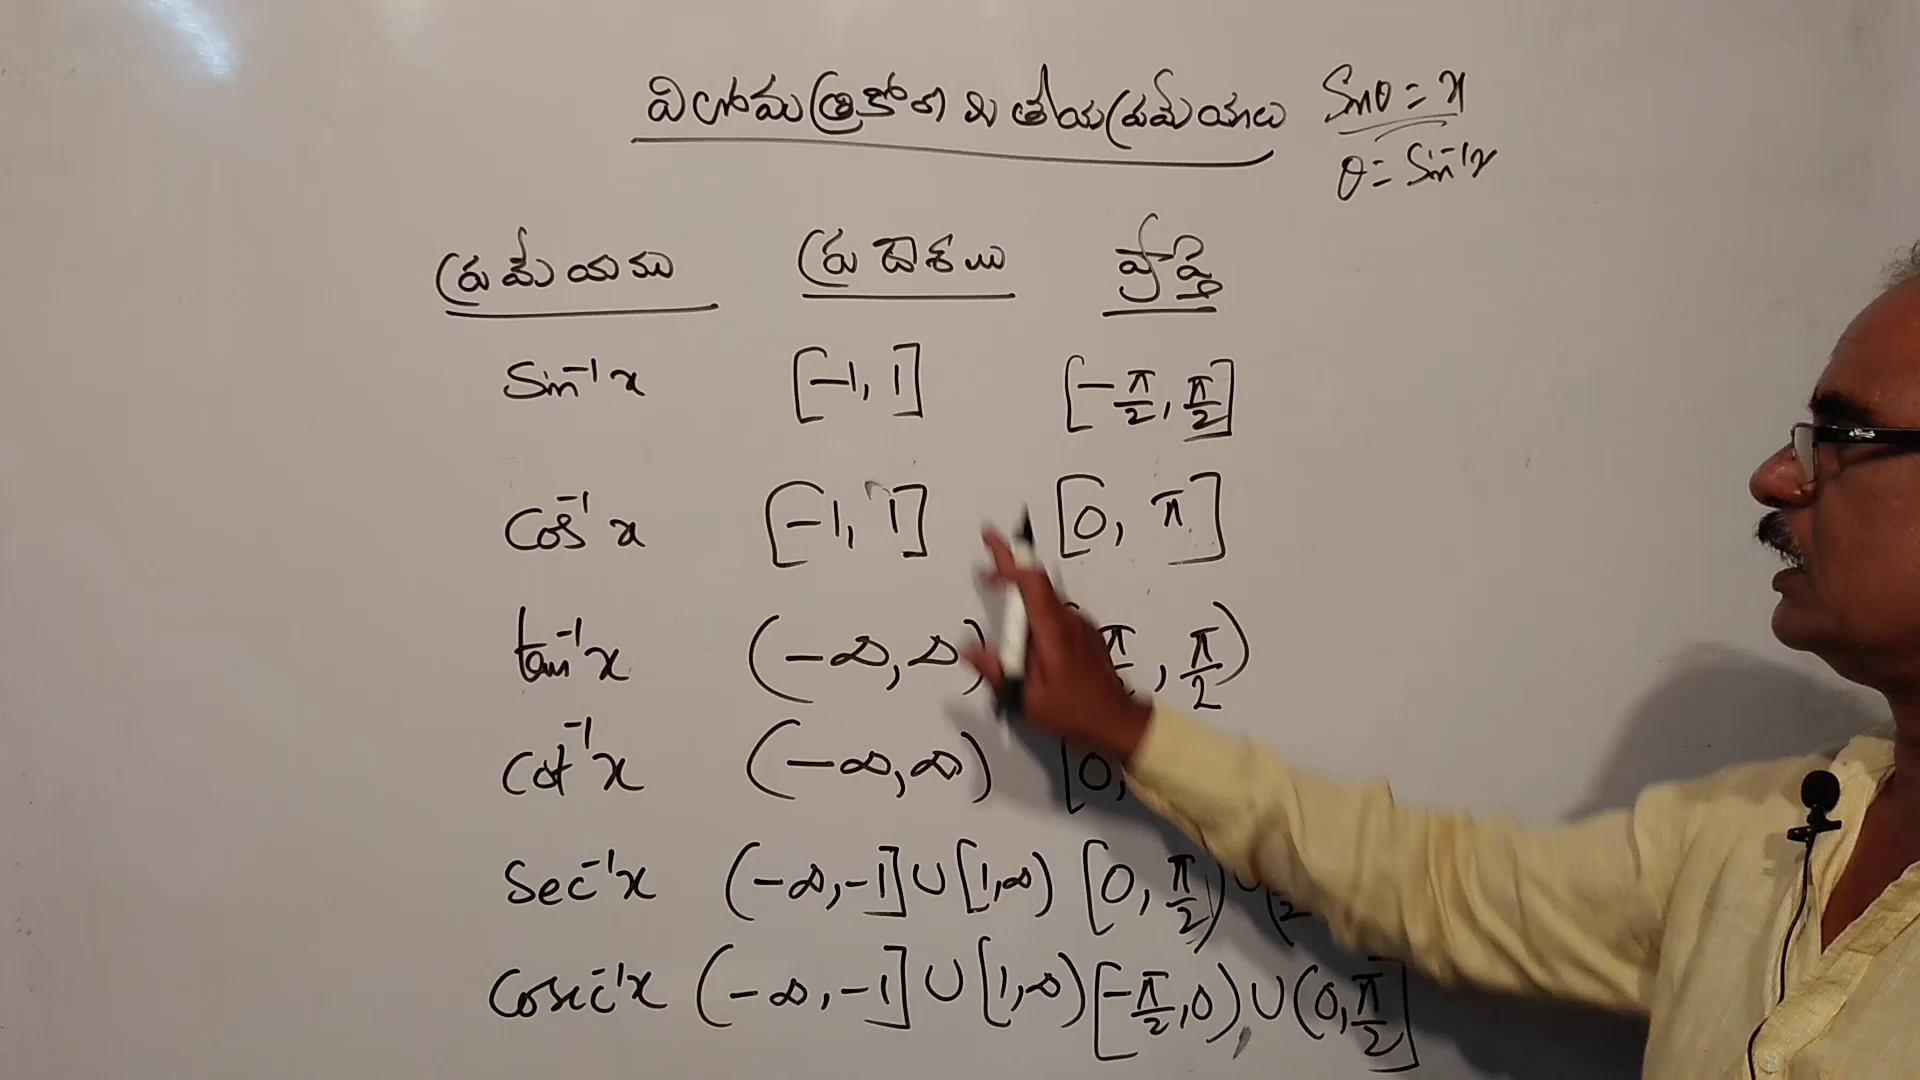 విలోమ త్రికోణమితీయ ప్రమేయాలు
Sinθ = x
θ = Sin⁻¹x
ప్రమేయము ప్రదేశము వ్యాప్తి
Sin⁻¹x [-1, 1] [-π/2, π/2]
Cos⁻¹x [-1, 1] [0, π]
tan⁻¹x (-∞, ∞) π/2, π/2)
Cot⁻¹x (-∞, ∞) [0,
Sec⁻¹x (-∞, -1] ∪ [1, ∞) [0, π/2) ∪ (
Cosec⁻¹x (-∞, -1] ∪ [1, ∞) [-π/2, 0) ∪ (0, π/2]